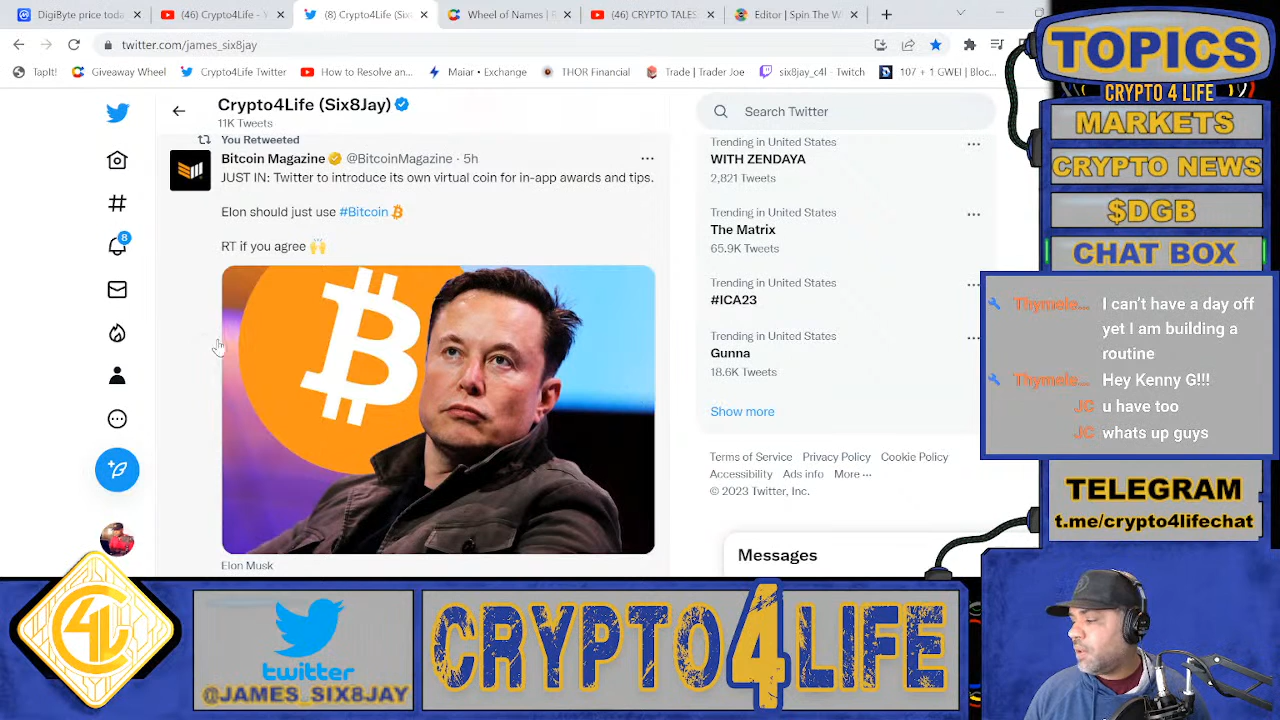 DigiByte price today
(46) Crypto4Life - Y
(8) Crypto4Life (Six
Wheel of Names | R
(46) CRYPTO TALES
Editor | Spin The W
twitter.com/james_six8jay
TapIt!
Giveaway Wheel
Crypto4Life Twitter
How to Resolve an...
Maiar • Exchange
THOR Financial
Trade | Trader Joe
six8jay_c4l - Twitch
107 + 1 GWEI | Bloc...
Crypto4Life (Six8Jay)
11K Tweets
Search Twitter
8
You Retweeted
Bitcoin Magazine @BitcoinMagazine · 5h
JUST IN: Twitter to introduce its own virtual coin for in-app awards and tips.
Elon should just use #Bitcoin
RT if you agree 🙌
Elon Musk
Trending in United States
WITH ZENDAYA
2,821 Tweets
Trending in United States
The Matrix
65.9K Tweets
Trending in United States
#ICA23
Trending in United States
Gunna
18.6K Tweets
Show more
Terms of Service Privacy Policy Cookie Policy
Accessibility Ads info More ···
© 2023 Twitter, Inc.
Messages
TOPICS
CRYPTO 4 LIFE
MARKETS
CRYPTO NEWS
$DGB
CHAT BOX
Thymele... I can't have a day off
yet I am building a
routine
Thymele... Hey Kenny G!!!
JC u have too
JC whats up guys
TELEGRAM
t.me/crypto4lifechat
C4L
twitter
@JAMES_SIX8JAY
CRYPTO4LIFE